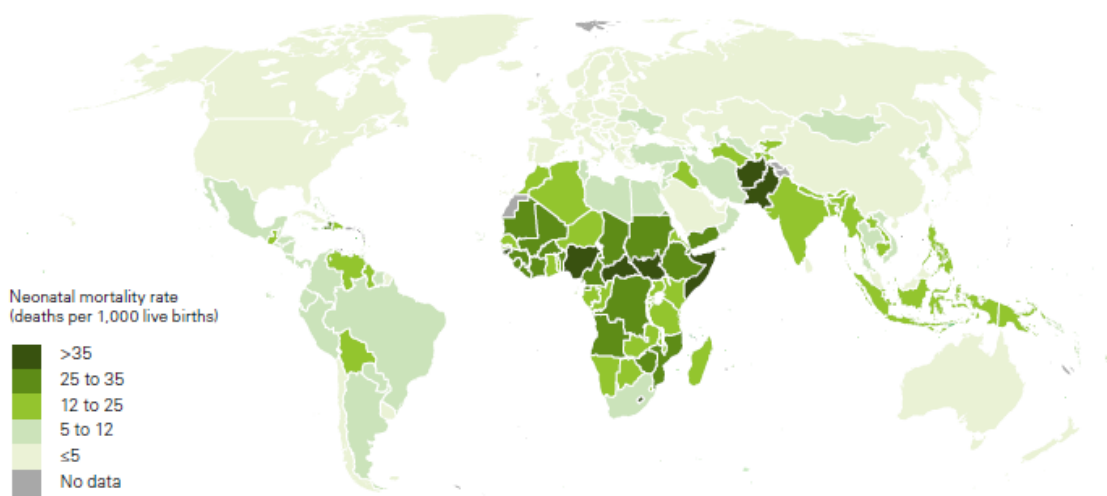 Neonatal mortality rate
(deaths per 1,000 live births)
>35
25 to 35
12 to 25
5 to 12
≤5
No data